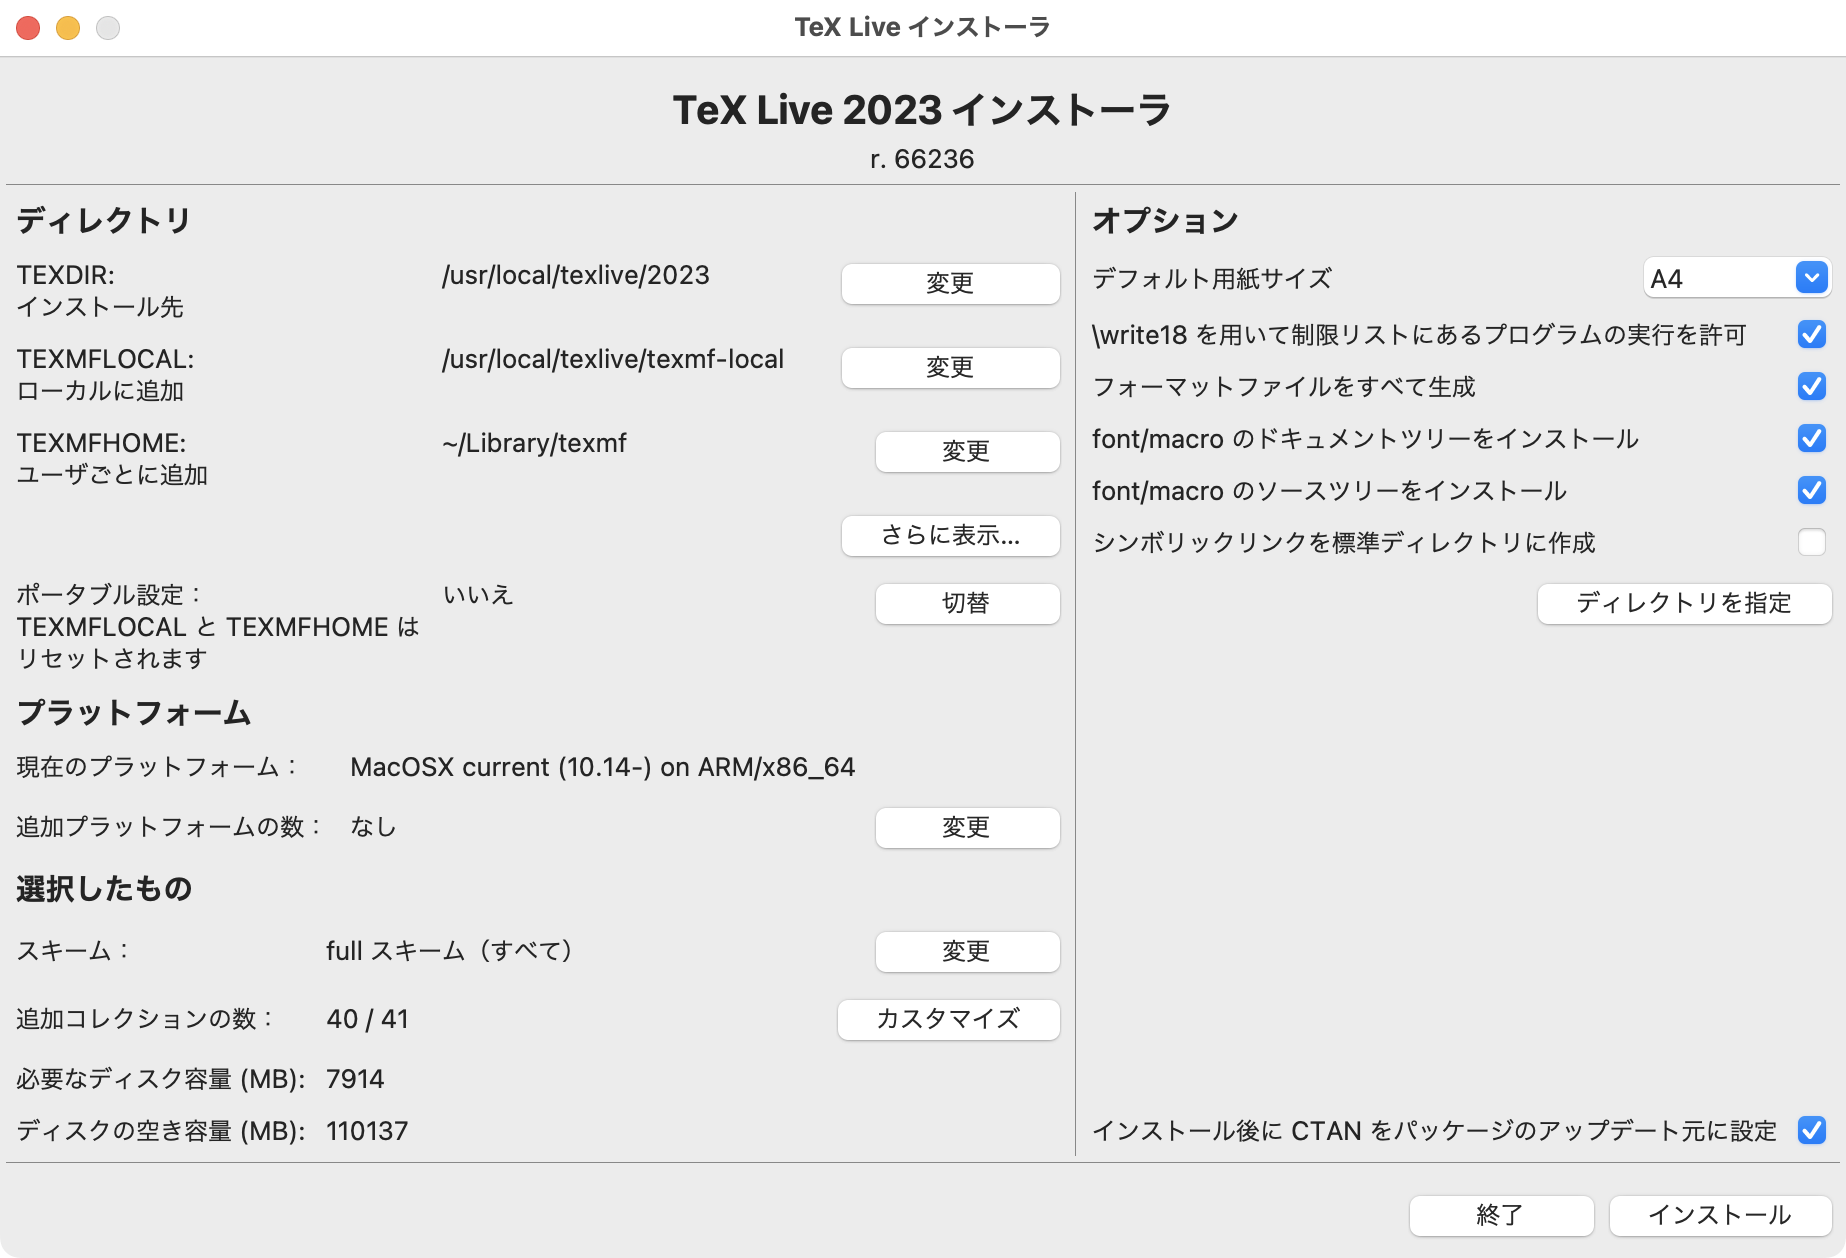 TeX Live インストーラ
TeX Live 2023 インストーラ
r. 66236
ディレクトリ
TEXDIR:
インストール先
/usr/local/texlive/2023
変更
TEXMFLOCAL:
ローカルに追加
/usr/local/texlive/texmf-local
変更
TEXMFHOME:
ユーザごとに追加
~/Library/texmf
変更
さらに表示...
ポータブル設定：
TEXMFLOCAL と TEXMFHOME は
リセットされます
いいえ
切替
プラットフォーム
現在のプラットフォーム： MacOSX current (10.14-) on ARM/x86_64
追加プラットフォームの数： なし 変更
選択したもの
スキーム： full スキーム（すべて） 変更
追加コレクションの数： 40 / 41 カスタマイズ
必要なディスク容量 (MB): 7914
ディスクの空き容量 (MB): 110137
オプション
デフォルト用紙サイズ A4
\write18 を用いて制限リストにあるプログラムの実行を許可
フォーマットファイルをすべて生成
font/macro のドキュメントツリーをインストール
font/macro のソースツリーをインストール
シンボリックリンクを標準ディレクトリに作成
ディレクトリを指定
インストール後に CTAN をパッケージのアップデート元に設定
終了 インストール